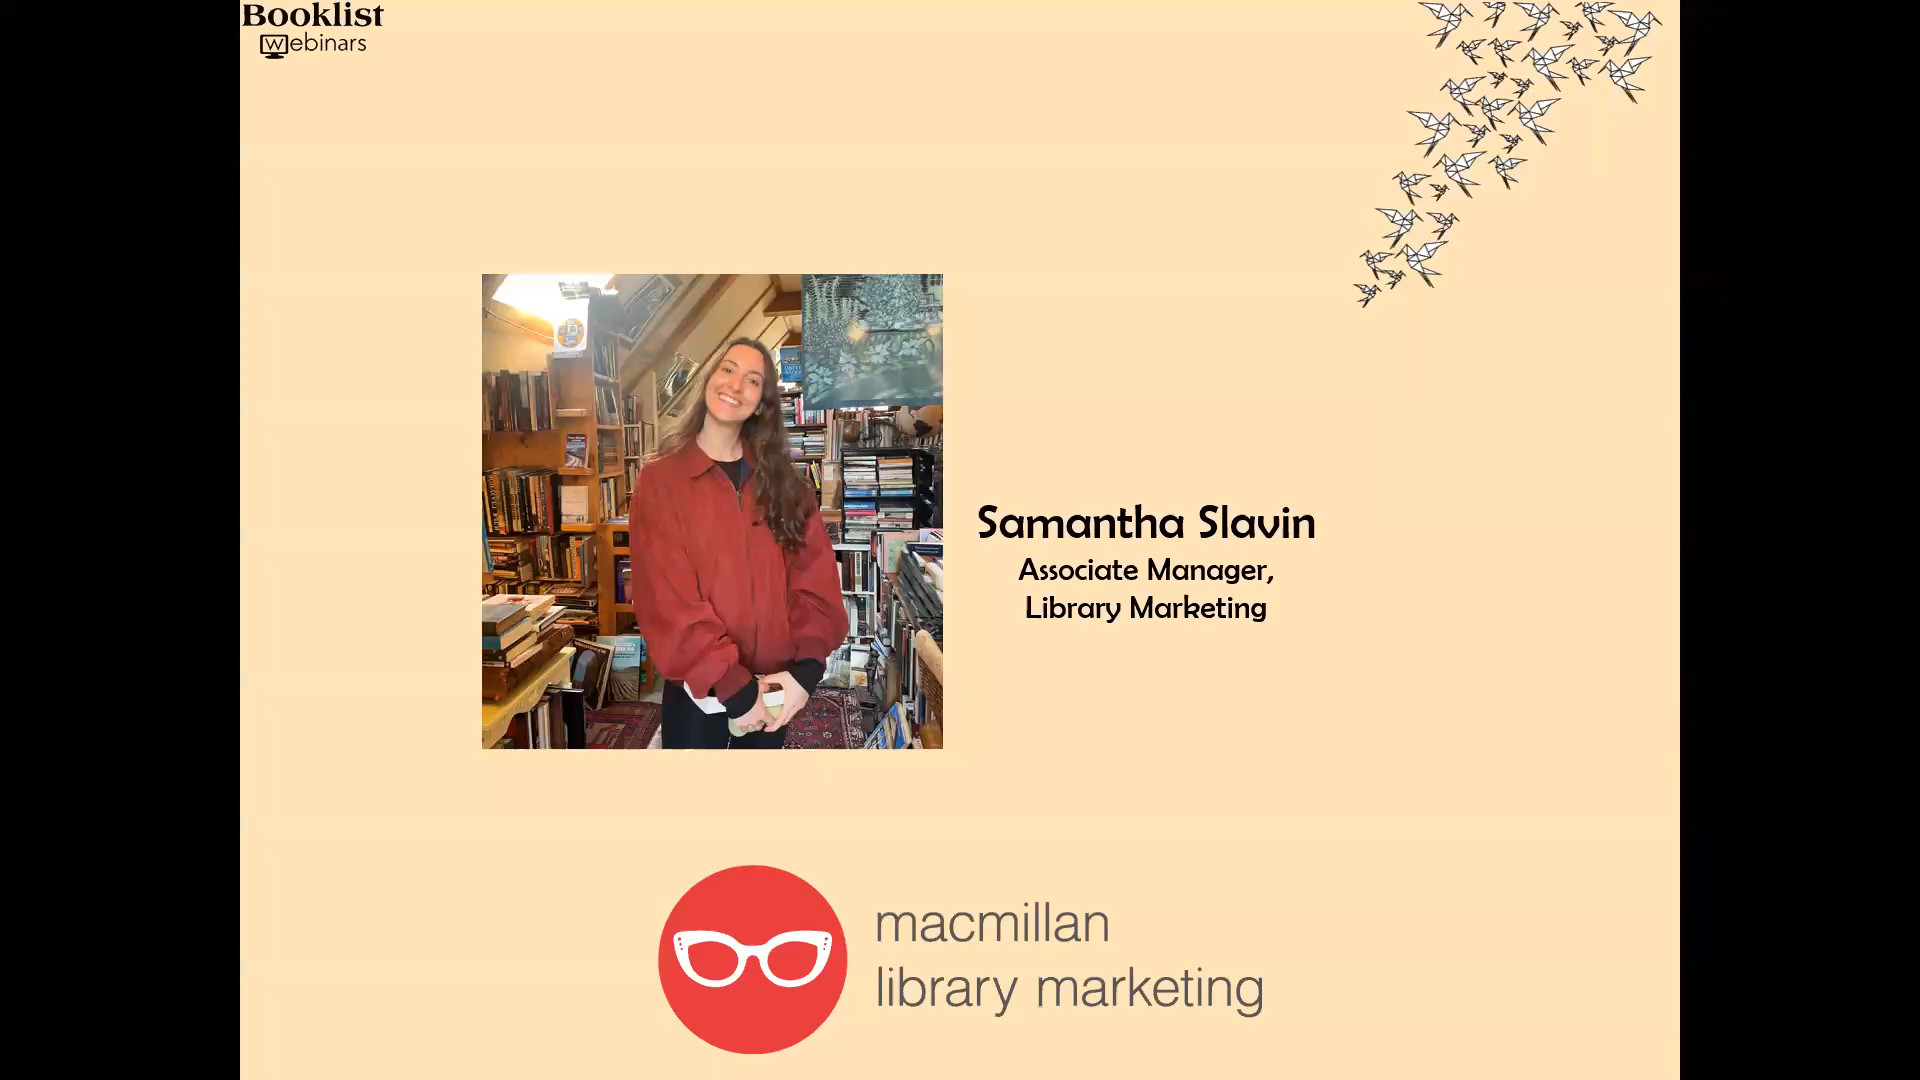 Booklist
Webinars
Samantha Slavin
Associate Manager,
Library Marketing
macmillan
library marketing